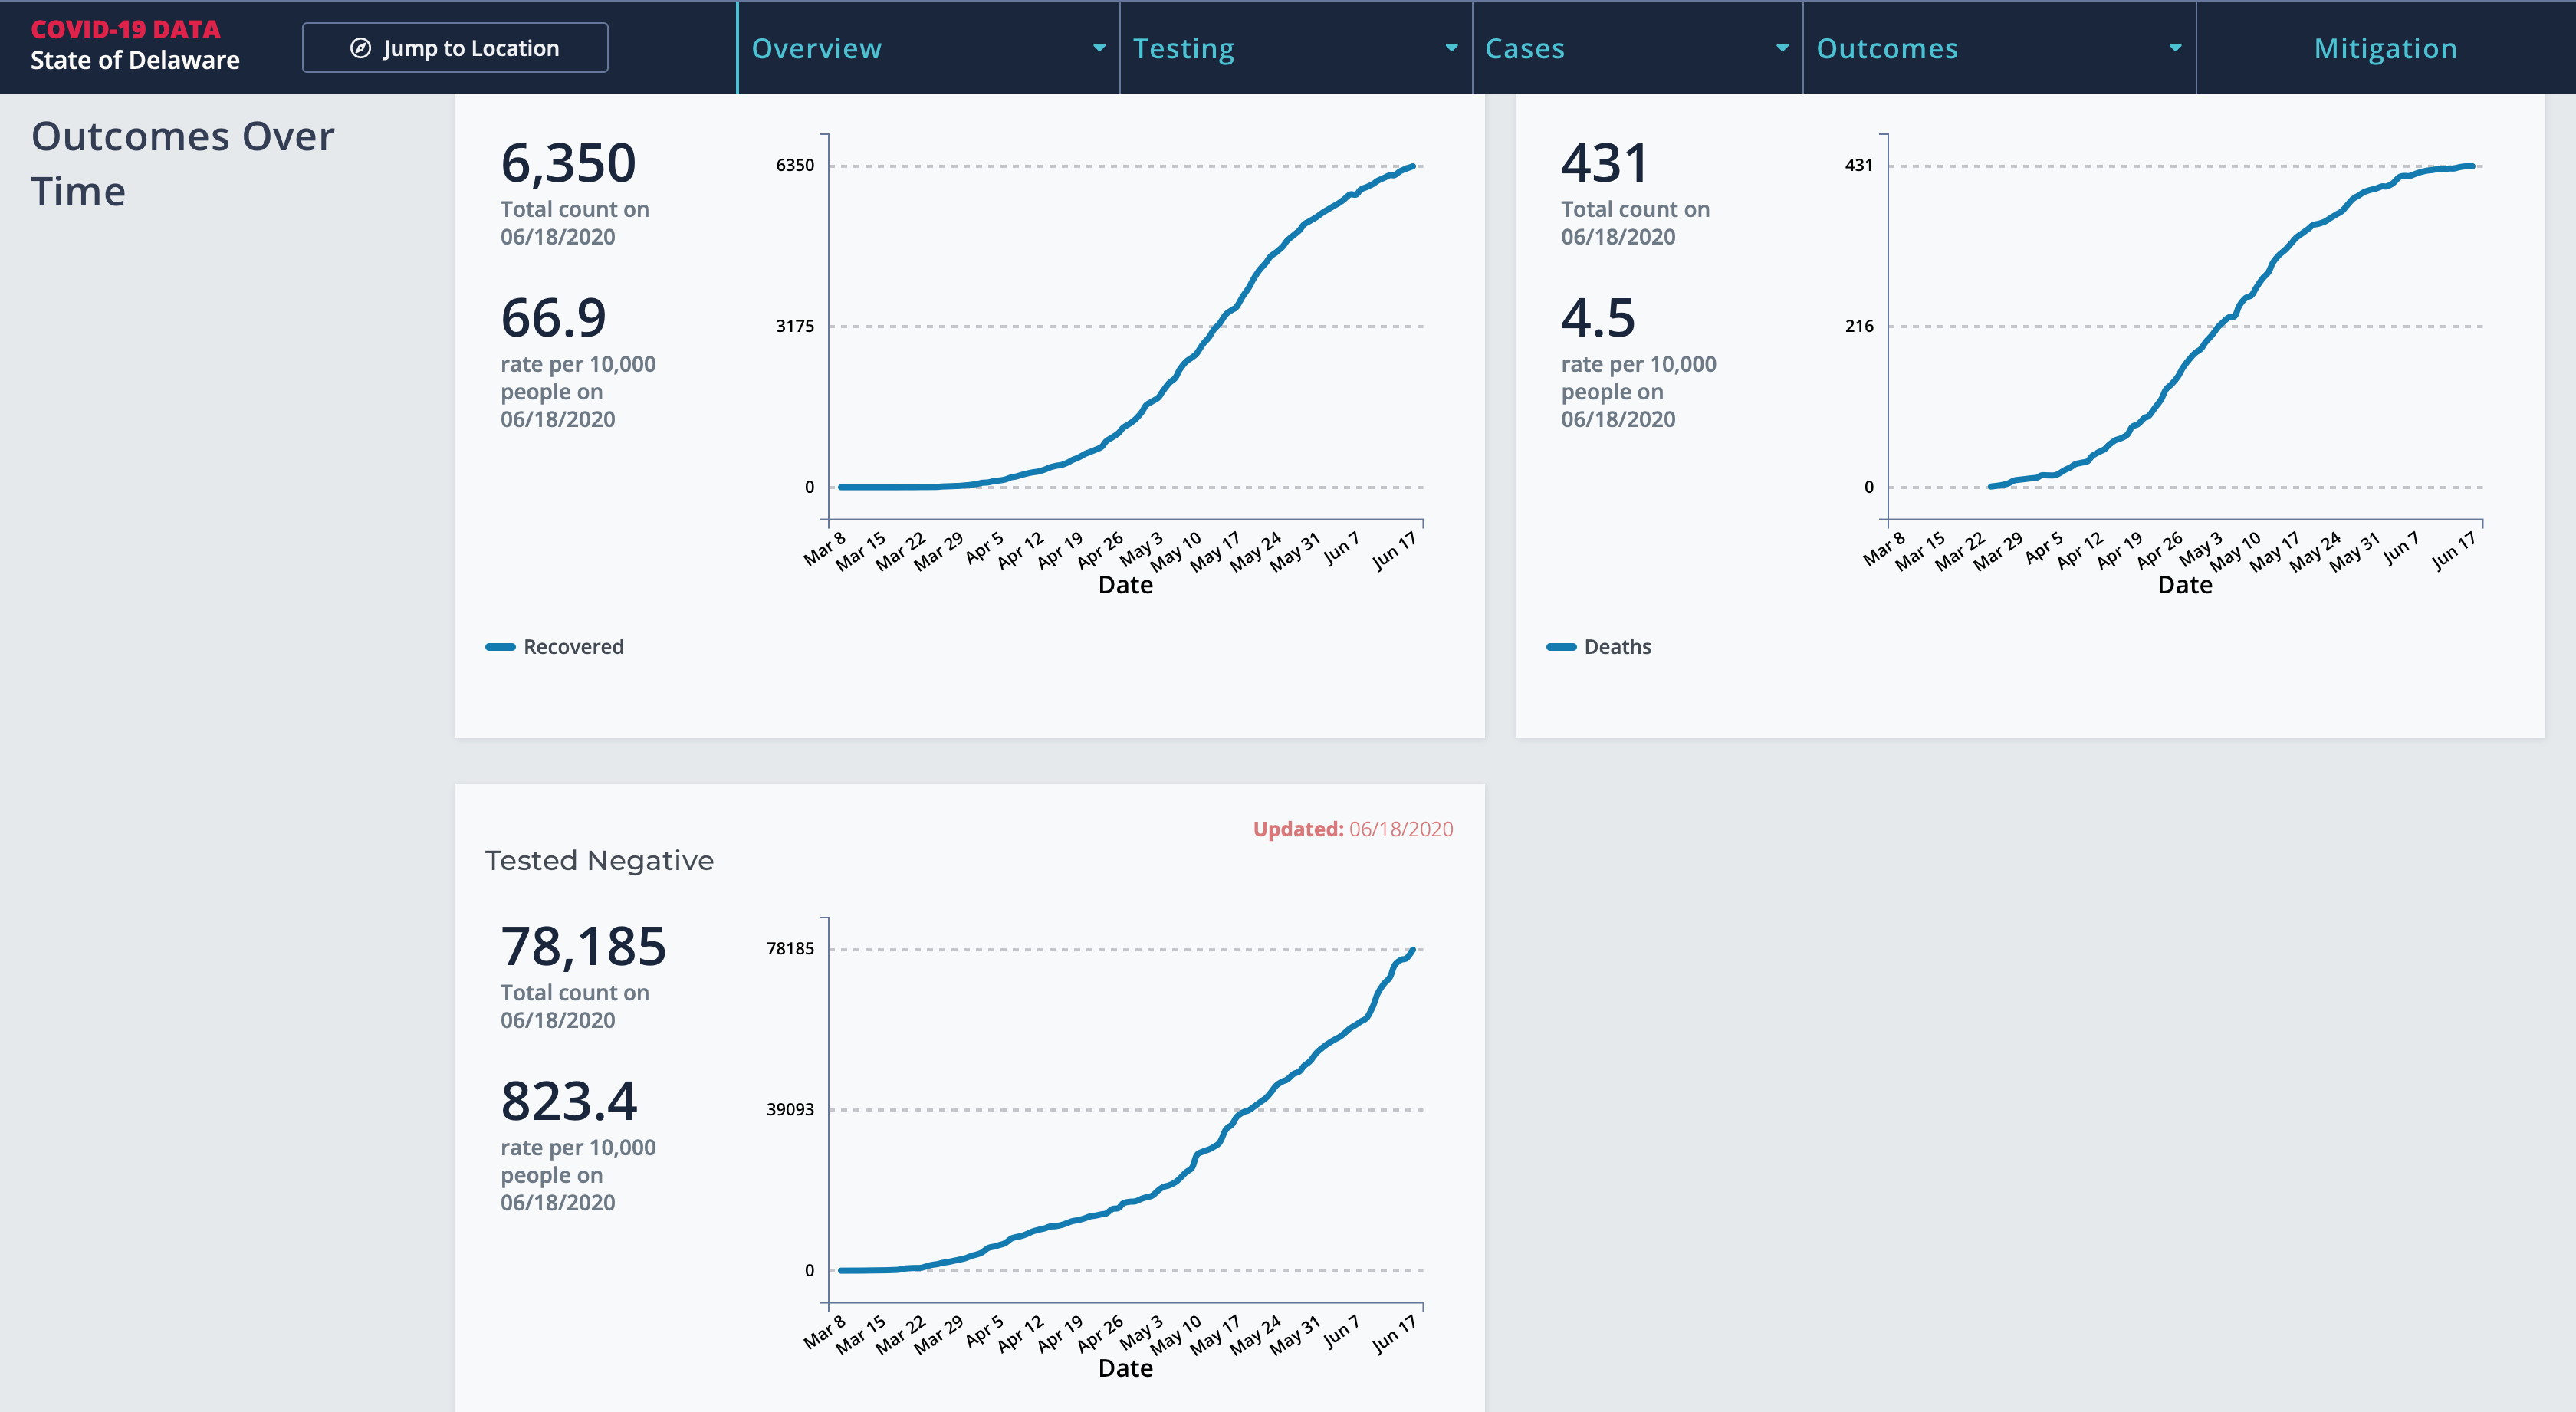 COVID-19 DATA
State of Delaware
Jump to Location
Overview
Testing
Cases
Outcomes
Mitigation
Outcomes Over
Time
6,350
Total count on
06/18/2020
66.9
rate per 10,000
people on
06/18/2020
6350
3175
0
Mar 8
Mar 15
Mar 22
Mar 29
Apr 5
Apr 12
Apr 19
Apr 26
May 3
May 10
May 17
May 24
May 31
Jun 7
Jun 17
Date
Recovered
431
Total count on
06/18/2020
4.5
rate per 10,000
people on
06/18/2020
431
216
0
Mar 8
Mar 15
Mar 22
Mar 29
Apr 5
Apr 12
Apr 19
Apr 26
May 3
May 10
May 17
May 24
May 31
Jun 7
Jun 17
Date
Deaths
Updated: 06/18/2020
Tested Negative
78,185
Total count on
06/18/2020
823.4
rate per 10,000
people on
06/18/2020
78185
39093
0
Mar 8
Mar 15
Mar 22
Mar 29
Apr 5
Apr 12
Apr 19
Apr 26
May 3
May 10
May 17
May 24
May 31
Jun 7
Jun 17
Date